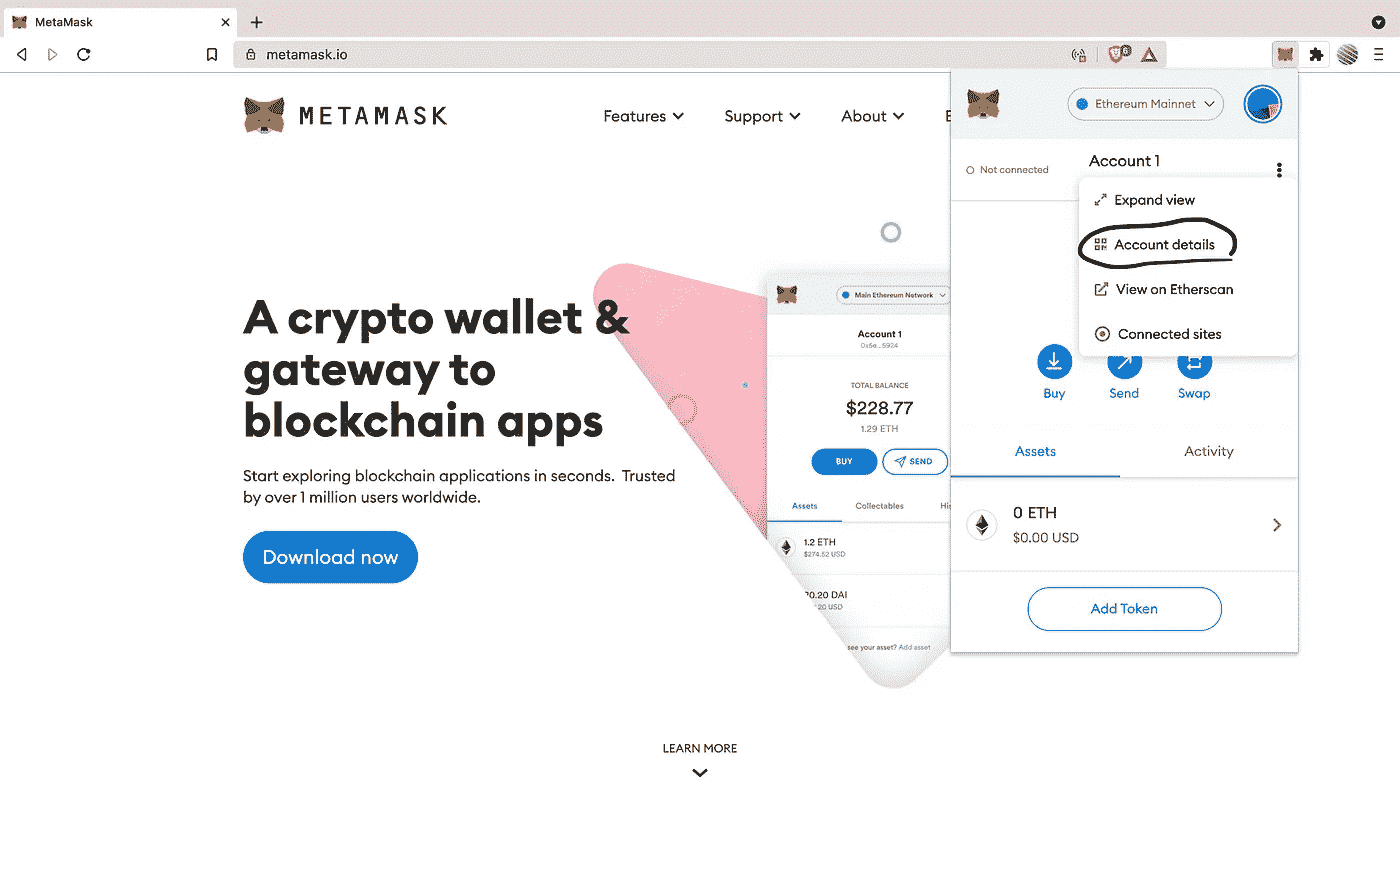 MetaMask
metamask.io
6
METAMASK
Features
Support
About
E
A crypto wallet &
gateway to
blockchain apps
Start exploring blockchain applications in seconds. Trusted
by over 1 million users worldwide.
Download now
LEARN MORE
Main Ethereum Network
Account 1
0x5e...5924
TOTAL BALANCE
$228.77
1.29 ETH
BUY
SEND
Assets
Collectables
His
1.2 ETH
$274.52 USD
20.20 DAI
.20 USD
see your asset? Add asset
Ethereum Mainnet
Not connected
Account 1
Expand view
Account details
View on Etherscan
Connected sites
Buy
Send
Swap
Assets
Activity
0 ETH
$0.00 USD
Add Token